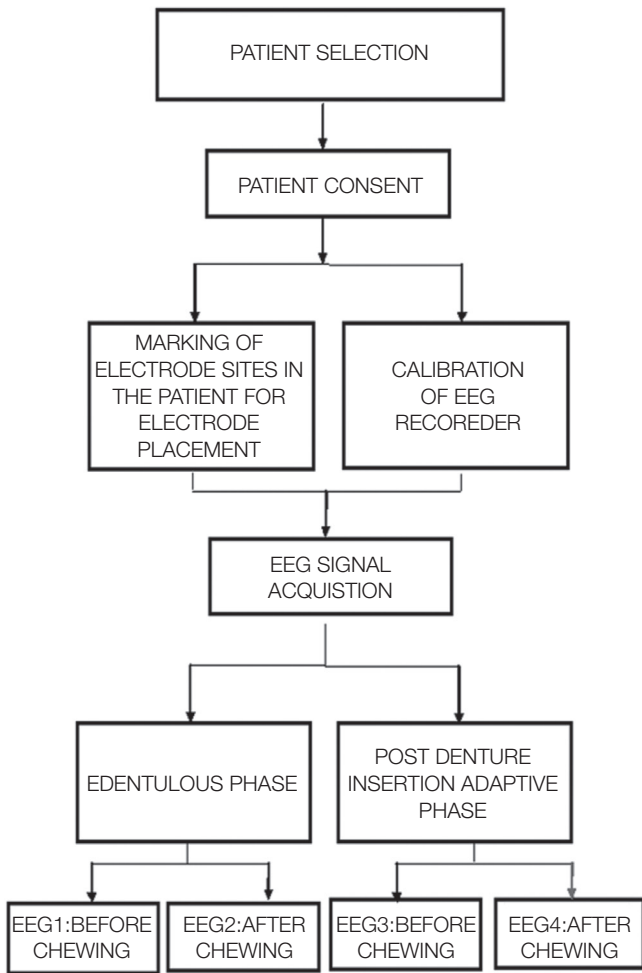 PATIENT SELECTION
PATIENT CONSENT
MARKING OF
ELECTRODE SITES IN
THE PATIENT FOR
ELECTRODE
PLACEMENT
CALIBRATION
OF EEG
RECOREDER
EEG SIGNAL
ACQUISTION
EDENTULOUS PHASE
POST DENTURE
INSERTION ADAPTIVE
PHASE
EEG1:BEFORE
CHEWING
EEG2:AFTER
CHEWING
EEG3:BEFORE
CHEWING
EEG4:AFTER
CHEWING